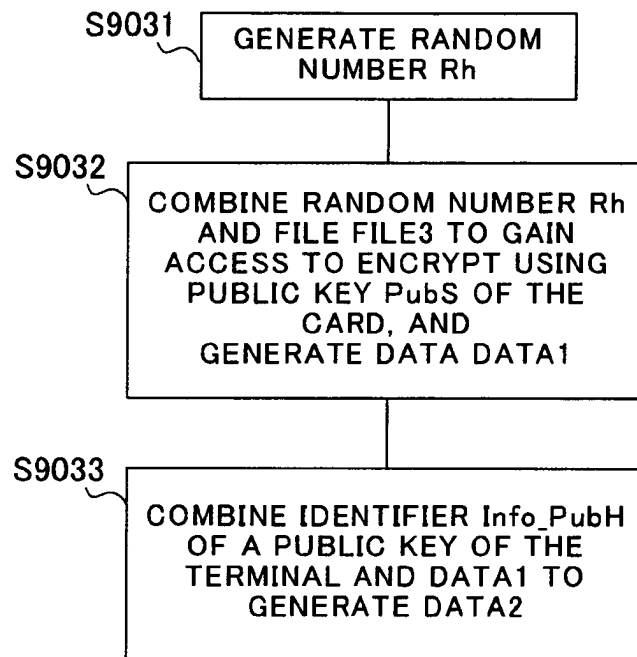 S9031
GENERATE RANDOM
NUMBER Rh
S9032
COMBINE RANDOM NUMBER Rh
AND FILE FILE3 TO GAIN
ACCESS TO ENCRYPT USING
PUBLIC KEY PubS OF THE
CARD, AND
GENERATE DATA DATA1
S9033
COMBINE IDENTIFIER Info_PubH
OF A PUBLIC KEY OF THE
TERMINAL AND DATA1 TO
GENERATE DATA2